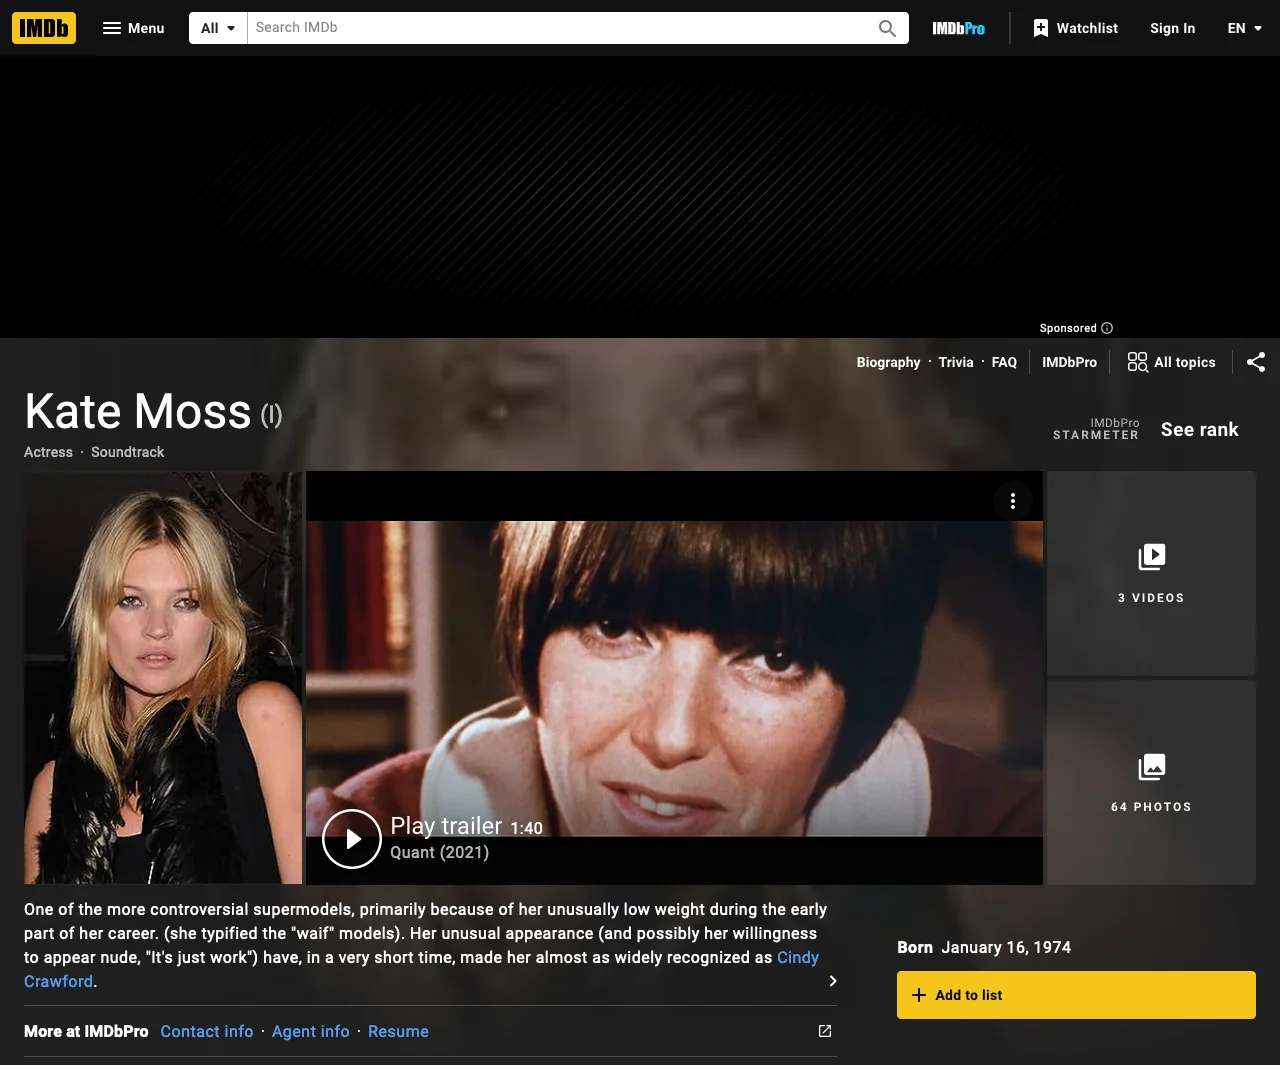 IMDb Menu All Search IMDb IMDbPro Watchlist Sign In EN
Sponsored
Biography · Trivia · FAQ IMDbPro All topics
Kate Moss (I)
Actress · Soundtrack
IMDbPro
STARMETER
See rank
3 VIDEOS
64 PHOTOS
Play trailer 1:40
Quant (2021)
One of the more controversial supermodels, primarily because of her unusually low weight during the early
part of her career. (she typified the "waif" models). Her unusual appearance (and possibly her willingness
to appear nude, "It's just work") have, in a very short time, made her almost as widely recognized as Cindy
Crawford.
Born January 16, 1974
Add to list
More at IMDbPro Contact info · Agent info · Resume